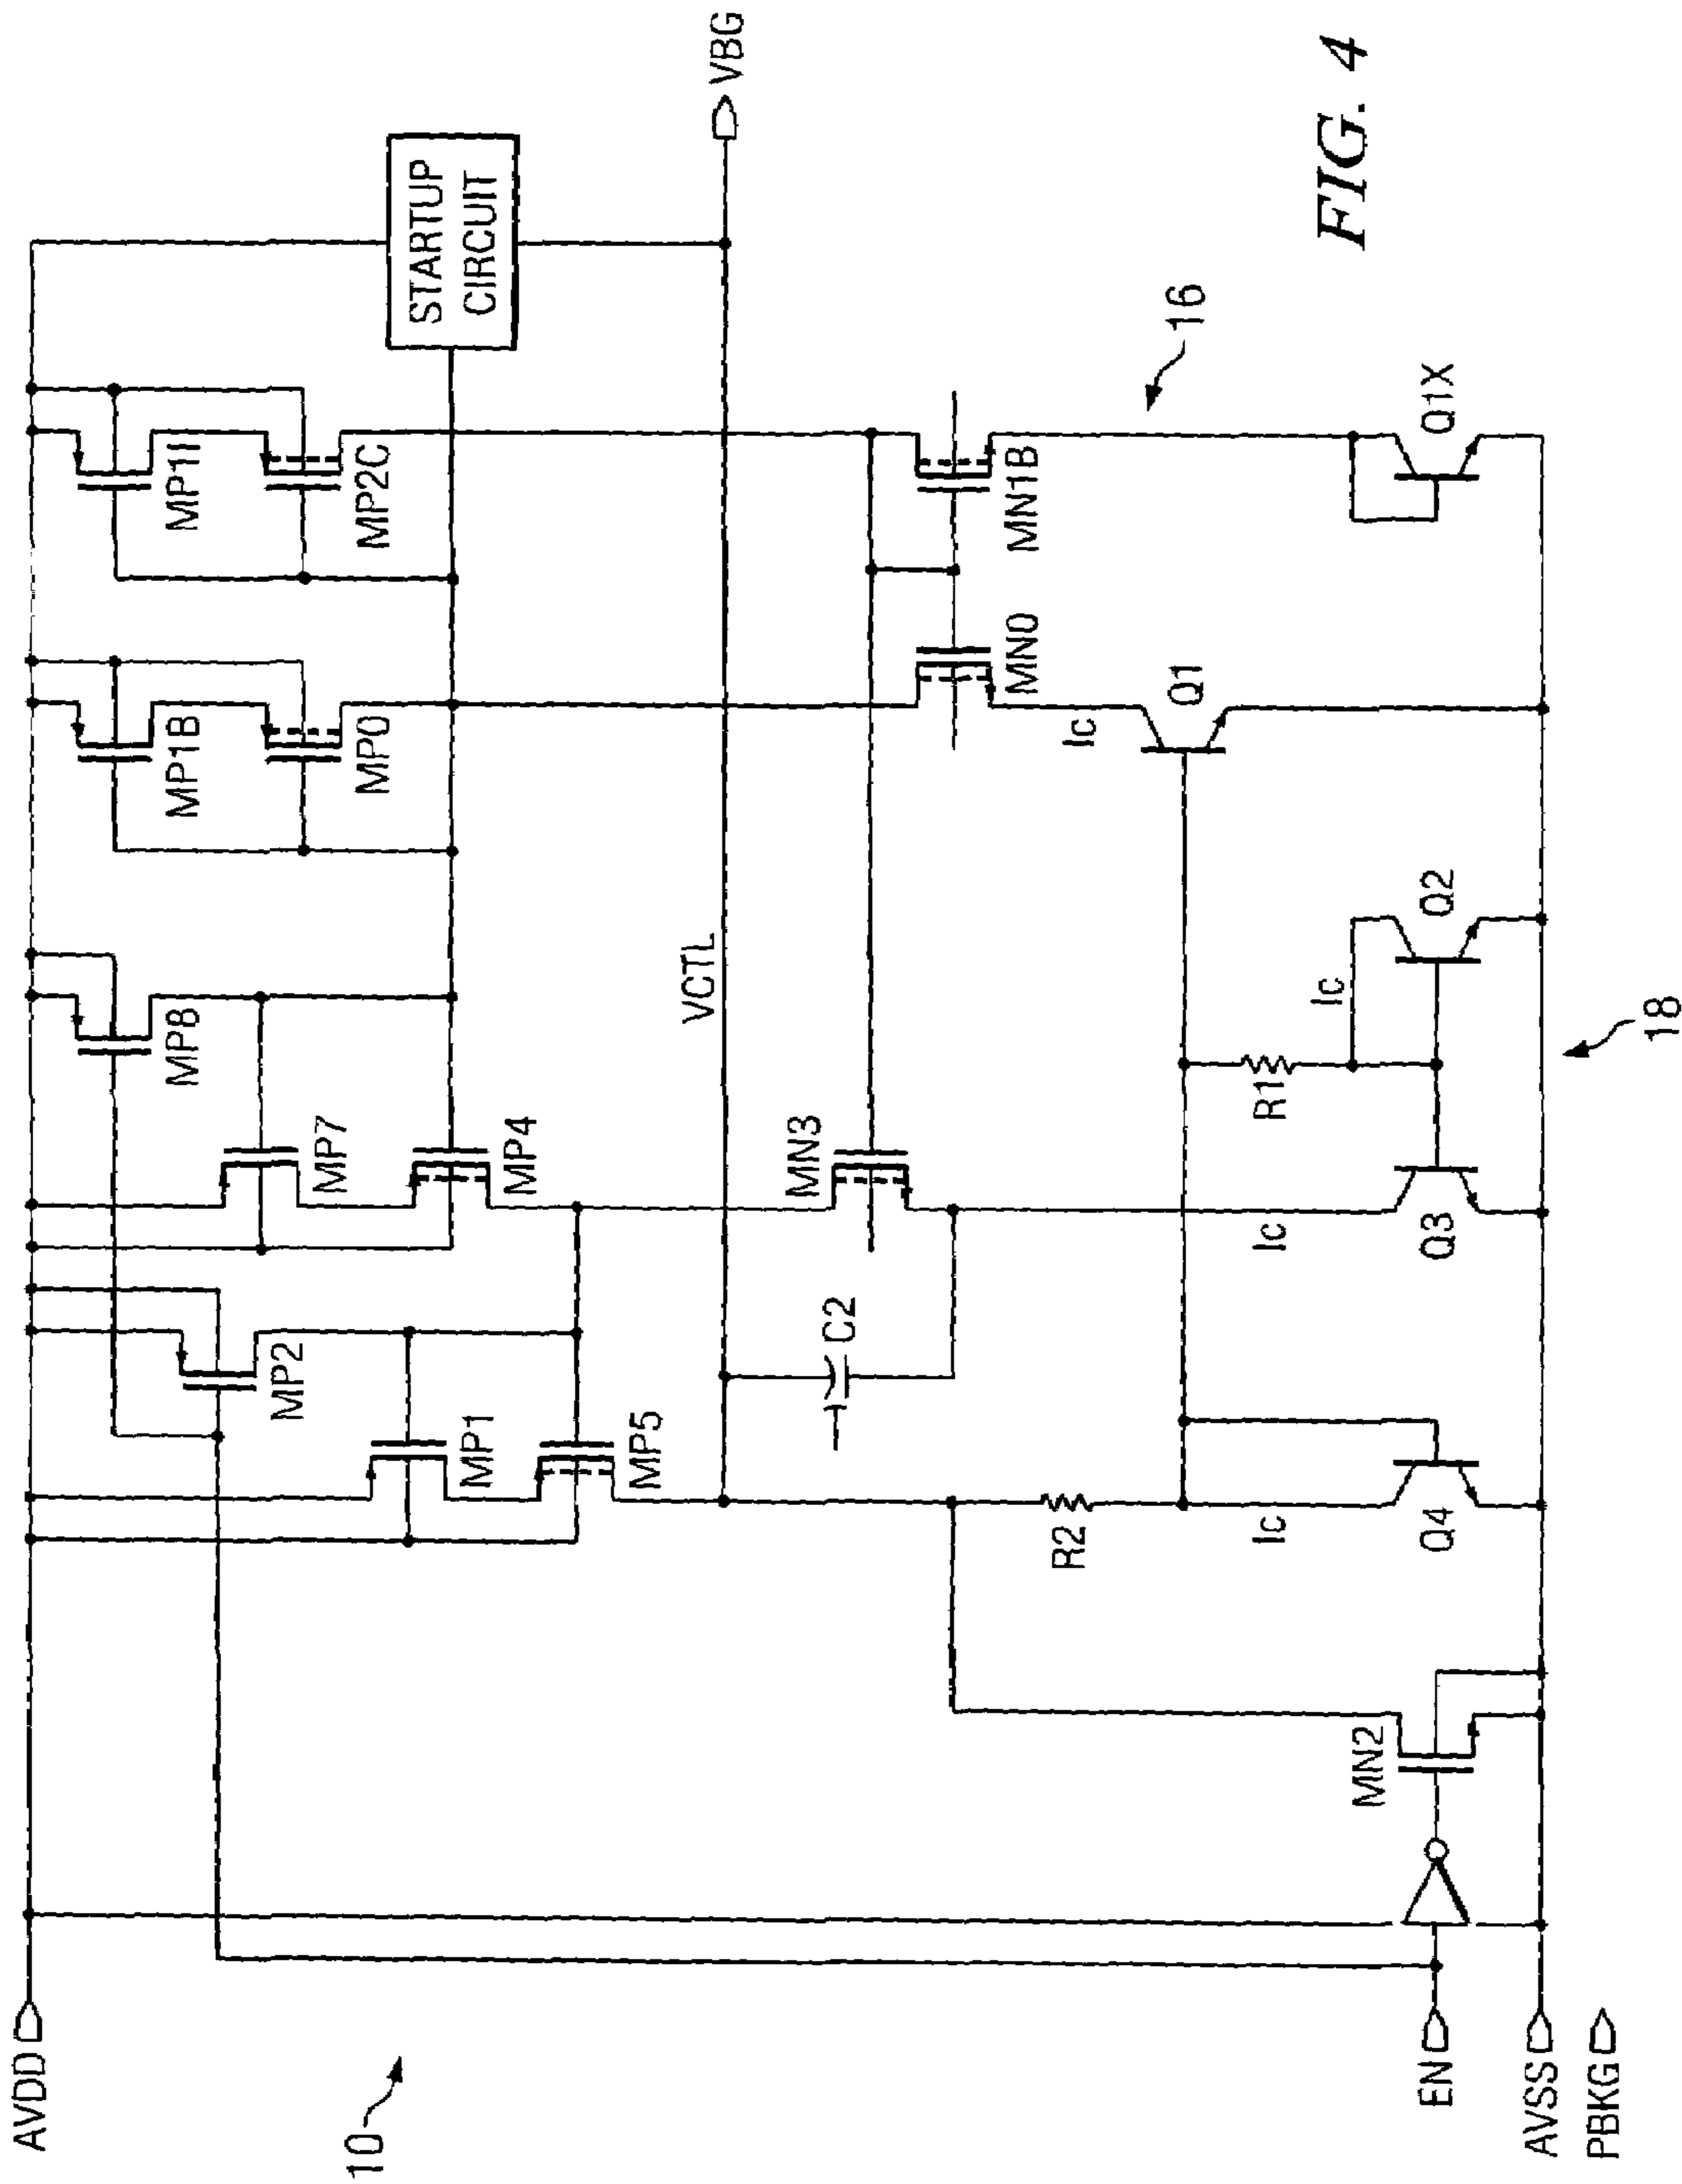 AVDD
10
EN
AVSS
PBKG
MN2
MP2
MP1
MP5
R2
Ic
Q4
C2
MP8
MP7
MP4
MN3
VCTL
R1
Ic
Q3
Ic
Q2
18
MP1B
MP0
MN0
Ic
Q1
MP1I
MP2C
MN1B
16
Q1X
STARTUP
CIRCUIT
VBG
FIG. 4